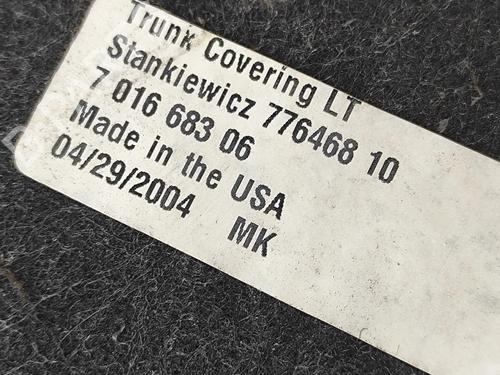 Trunk Covering LT
Stankiewicz 776468 10
7 016 683 06
Made in the USA
04/29/2004 MK